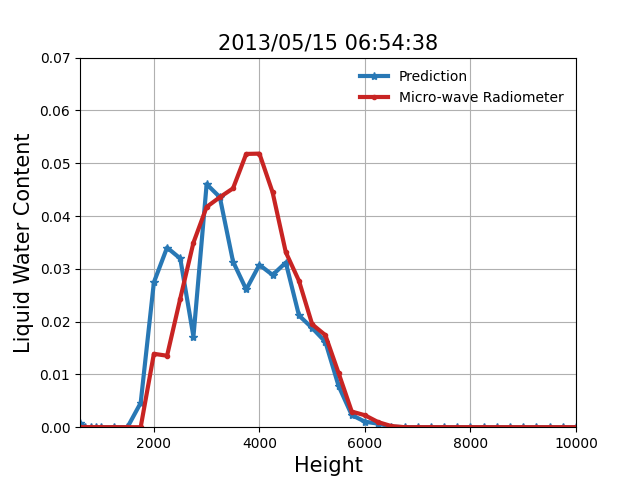 2013/05/15 06:54:38
0.07
0.06
0.05
0.04
0.03
0.02
0.01
0.00
Liquid Water Content
Prediction
Micro-wave Radiometer
2000 4000 6000 8000 10000
Height